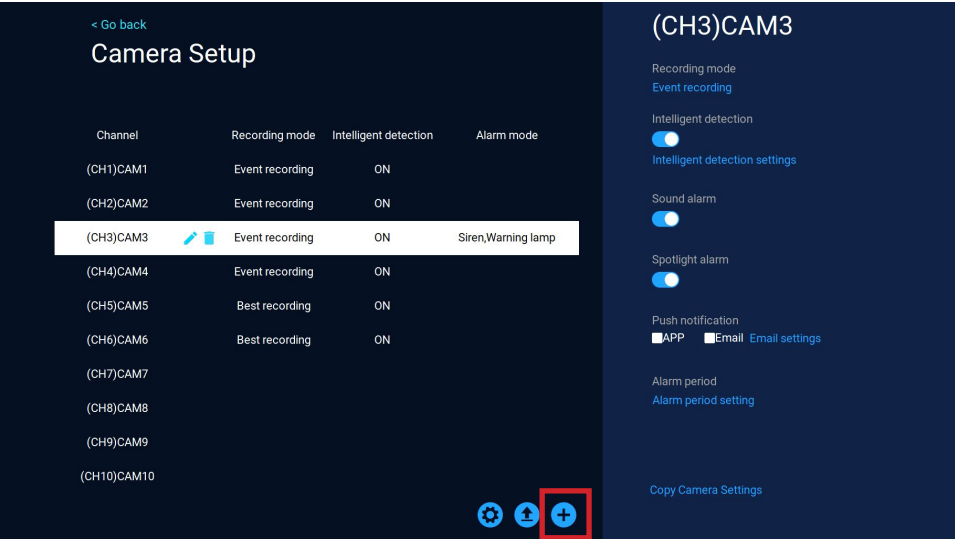 < Go back
Camera Setup
Channel Recording mode Intelligent detection Alarm mode
(CH1)CAM1 Event recording ON
(CH2)CAM2 Event recording ON
(CH3)CAM3 Event recording ON Siren,Warning lamp
(CH4)CAM4 Event recording ON
(CH5)CAM5 Best recording ON
(CH6)CAM6 Best recording ON
(CH7)CAM7
(CH8)CAM8
(CH9)CAM9
(CH10)CAM10
(CH3)CAM3
Recording mode
Event recording
Intelligent detection
Intelligent detection settings
Sound alarm
Spotlight alarm
Push notification
APP Email Email settings
Alarm period
Alarm period setting
Copy Camera Settings